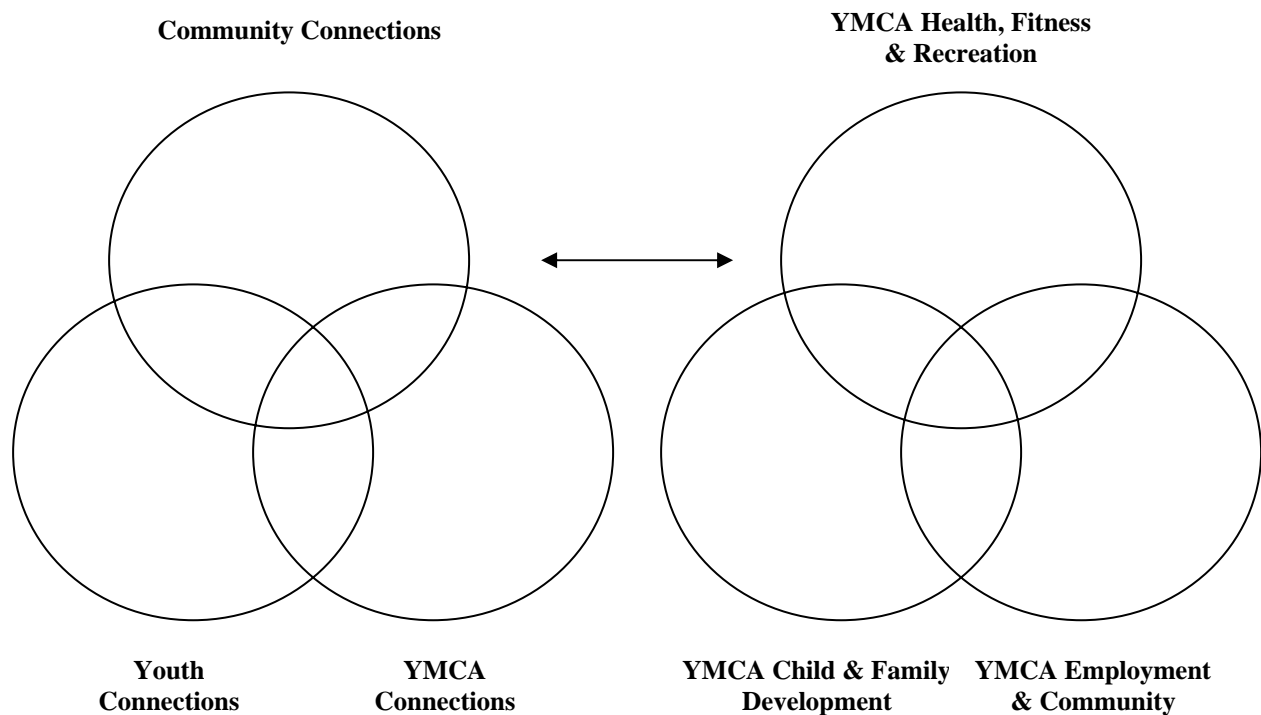 Community Connections
YMCA Health, Fitness
& Recreation
Youth
Connections
YMCA
Connections
YMCA Child & Family
Development
YMCA Employment
& Community